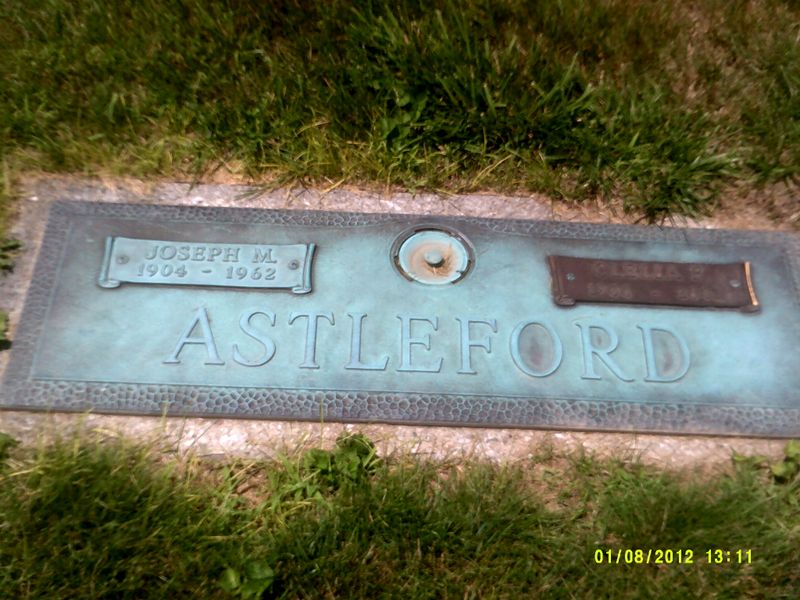 JOSEPH M.
1904 - 1962
ASTLEFORD
01/08/2012 13:11